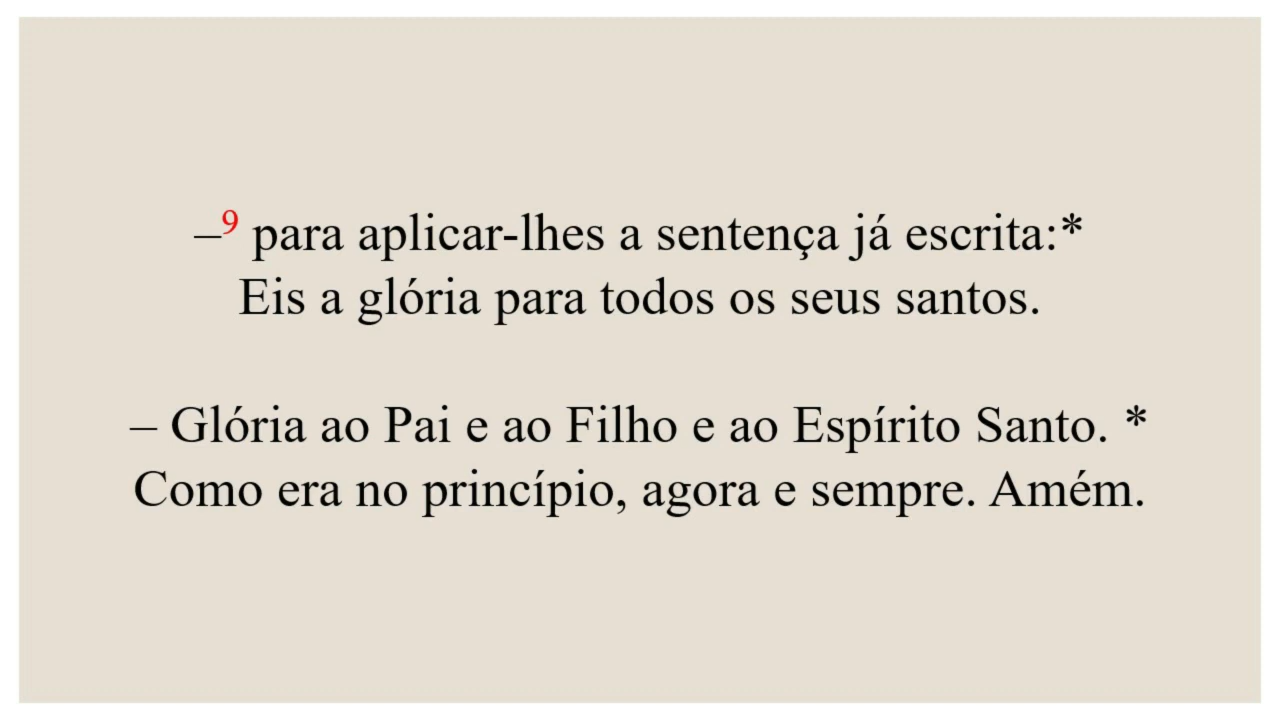 –⁹ para aplicar-lhes a sentença já escrita:*
Eis a glória para todos os seus santos.
– Glória ao Pai e ao Filho e ao Espírito Santo. *
Como era no princípio, agora e sempre. Amém.